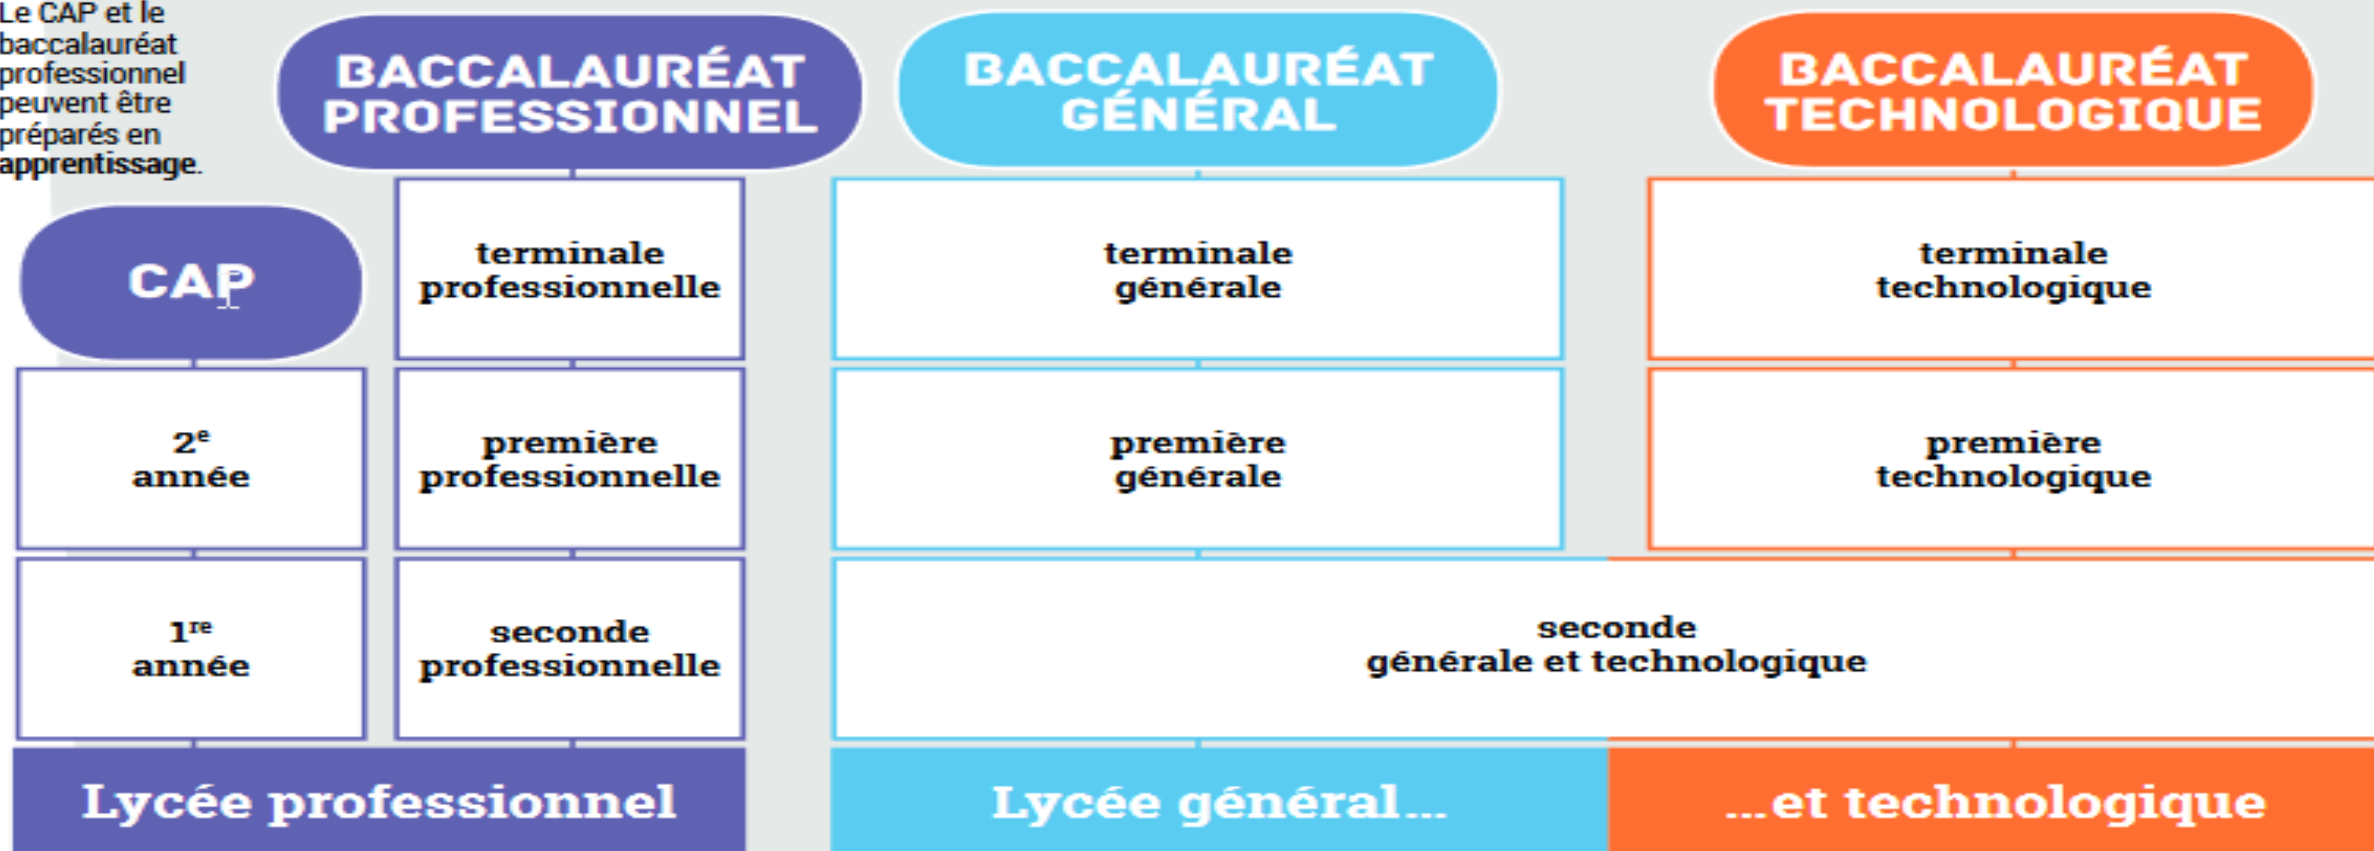 Le CAP et le
baccalauréat
professionnel
peuvent être
préparés en
apprentissage.
BACCALAURÉAT
PROFESSIONNEL
BACCALAURÉAT
GÉNÉRAL
BACCALAURÉAT
TECHNOLOGIQUE
CAP
terminale
professionnelle
terminale
générale
terminale
technologique
2e
année
première
professionnelle
première
générale
première
technologique
1re
année
seconde
professionnelle
seconde
générale et technologique
Lycée professionnel
Lycée général...
...et technologique